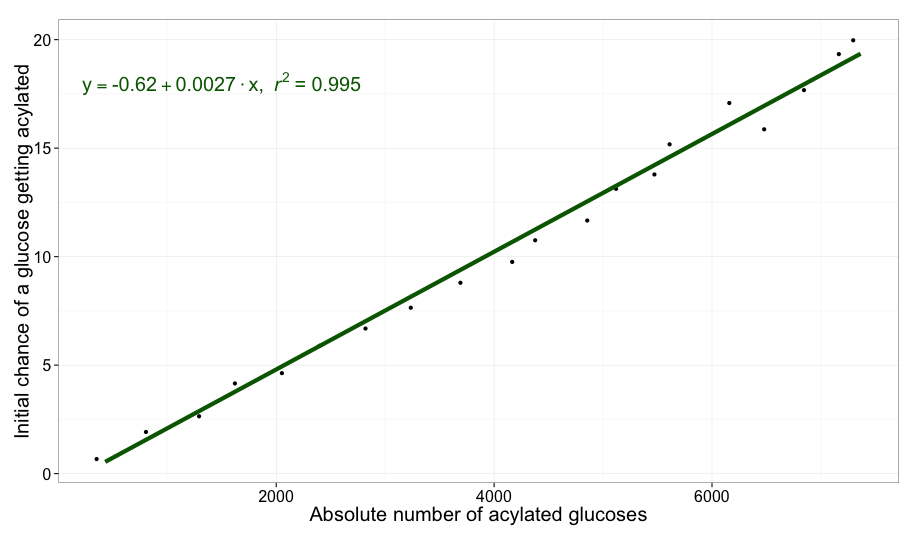 y = -0.62 + 0.0027 · x, r² = 0.995
Initial chance of a glucose getting acylated
20
15
10
5
0
2000 4000 6000
Absolute number of acylated glucoses